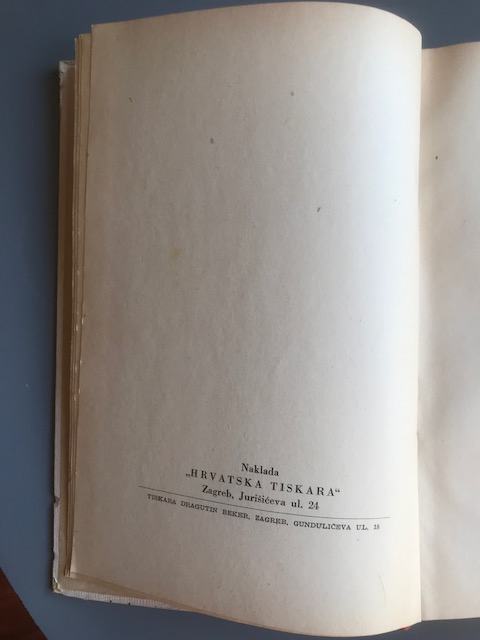 Naklada
„HRVATSKA TISKARA“
Zagreb, Jurišićeva ul. 24
TISKARA DRAGUTIN BEKER, ZAGREB, GUNDULIĆEVA UL. 18